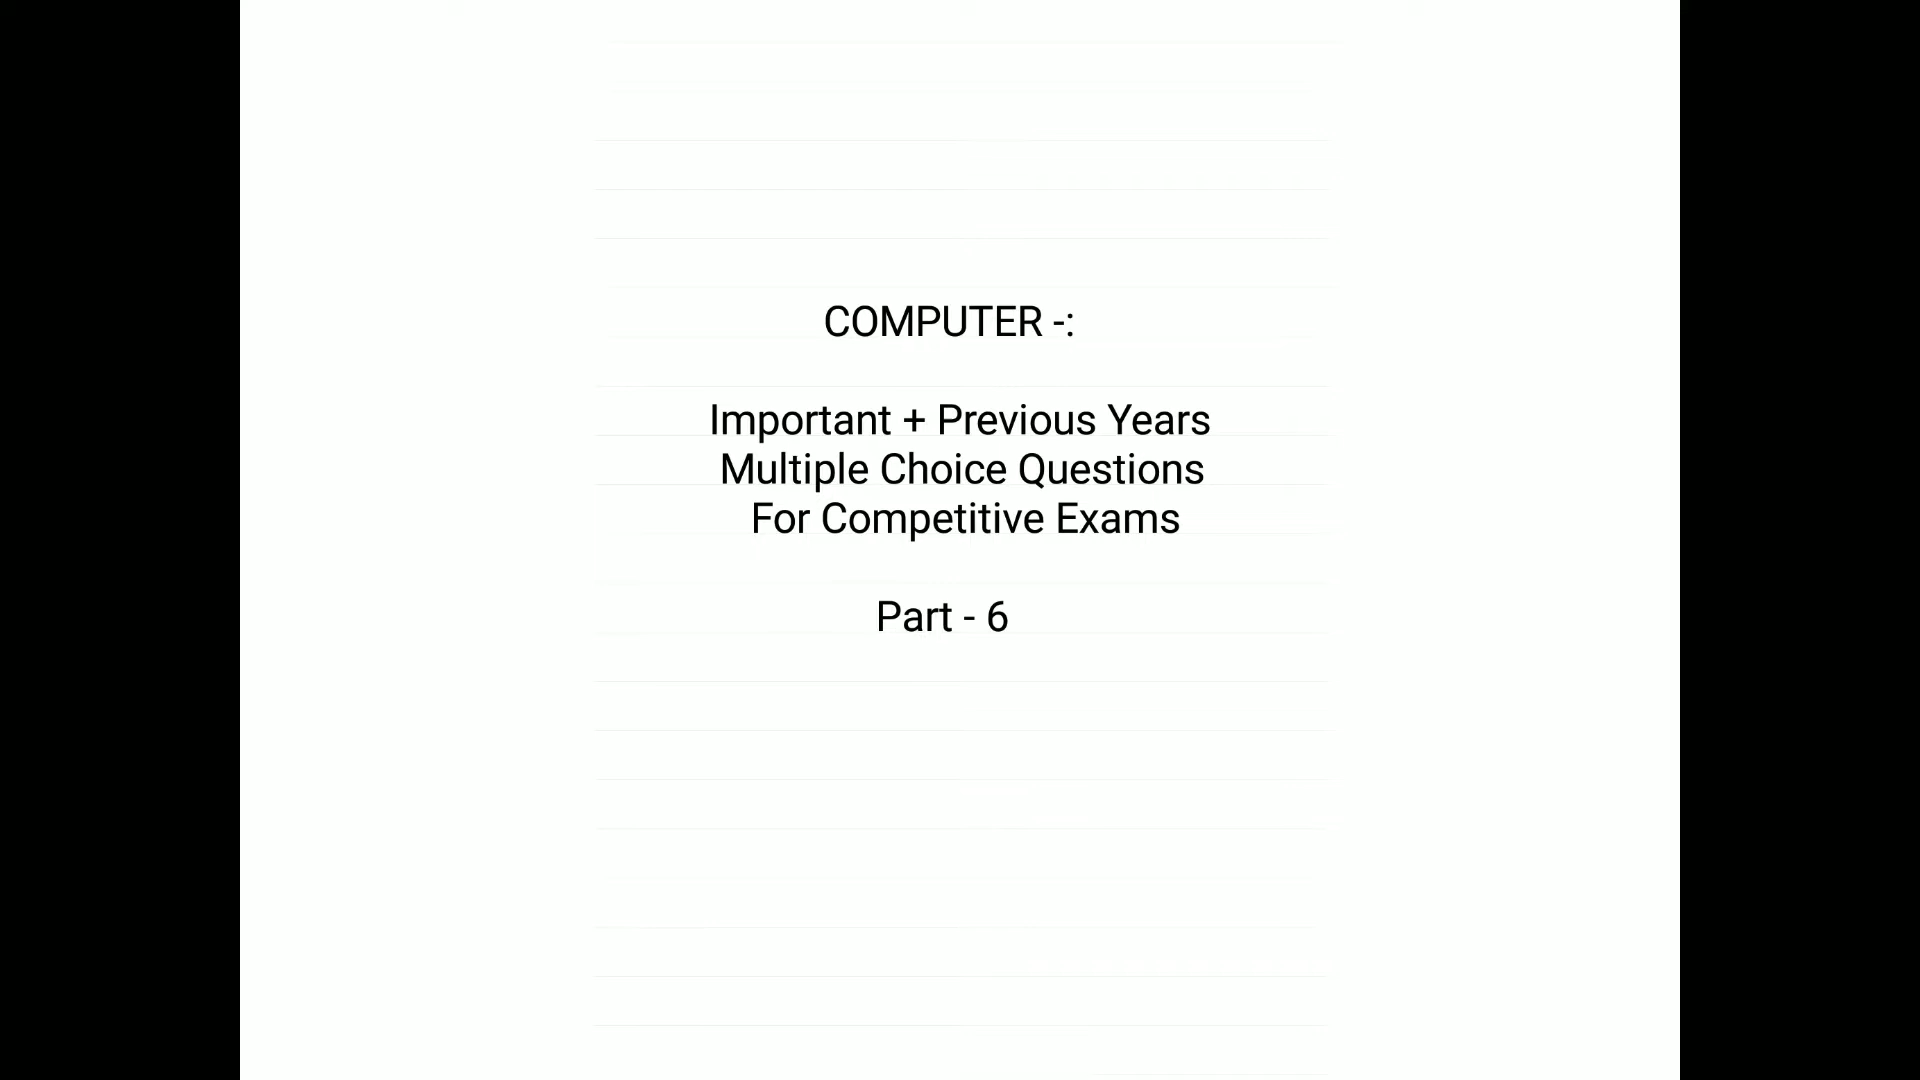 COMPUTER -:
Important + Previous Years
Multiple Choice Questions
For Competitive Exams
Part - 6